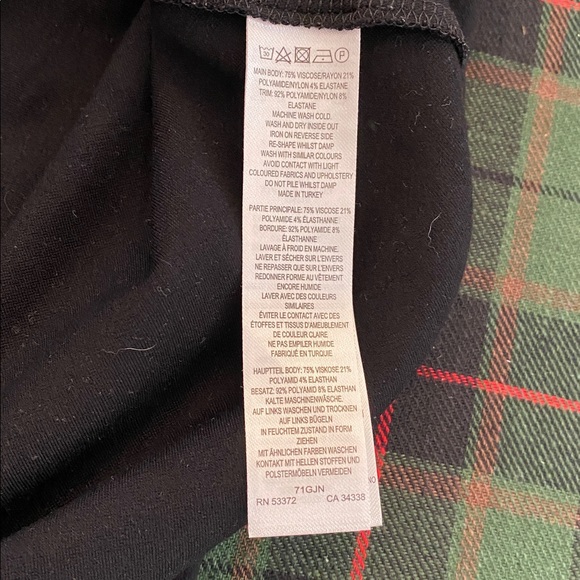 30 P
MAIN BODY: 75% VISCOSE/RAYON 21%
POLYAMIDE/NYLON 4% ELASTANE
TRIM: 92% POLYAMIDE/NYLON 8%
ELASTANE
MACHINE WASH COLD.
WASH AND DRY INSIDE OUT
IRON ON REVERSE SIDE
RE-SHAPE WHILST DAMP
WASH WITH SIMILAR COLOURS
AVOID CONTACT WITH LIGHT
COLOURED FABRICS AND UPHOLSTERY
DO NOT PILE WHILST DAMP
MADE IN TURKEY
PARTIE PRINCIPALE: 75% VISCOSE 21%
POLYAMIDE 4% ÉLASTHANNE
BORDURE: 92% POLYAMIDE 8%
ÉLASTHANNE
LAVAGE À FROID EN MACHINE.
LAVER ET SÉCHER SUR L'ENVERS
NE REPASSER QUE SUR L'ENVERS
REDONNER FORME AU VÊTEMENT
ENCORE HUMIDE
LAVER AVEC DES COULEURS
SIMILAIRES
ÉVITER LE CONTACT AVEC DES
ÉTOFFES ET TISSUS D'AMEUBLEMENT
DE COULEUR CLAIRE
NE PAS EMPILER HUMIDE
FABRIQUÉ EN TURQUIE
HAUPTTEIL BODY: 75% VISKOSE 21%
POLYAMID 4% ELASTHAN
BESATZ: 92% POLYAMID 8% ELASTHAN
KALTE MASCHINENWÄSCHE.
AUF LINKS WASCHEN UND TROCKNEN
AUF LINKS BÜGELN
IN FEUCHTEM ZUSTAND IN FORM
ZIEHEN
MIT ÄHNLICHEN FARBEN WASCHEN
KONTAKT MIT HELLEN STOFFEN UND
POLSTERMÖBELN VERMEIDEN
71GJN
RN 53372 CA 34338
NO